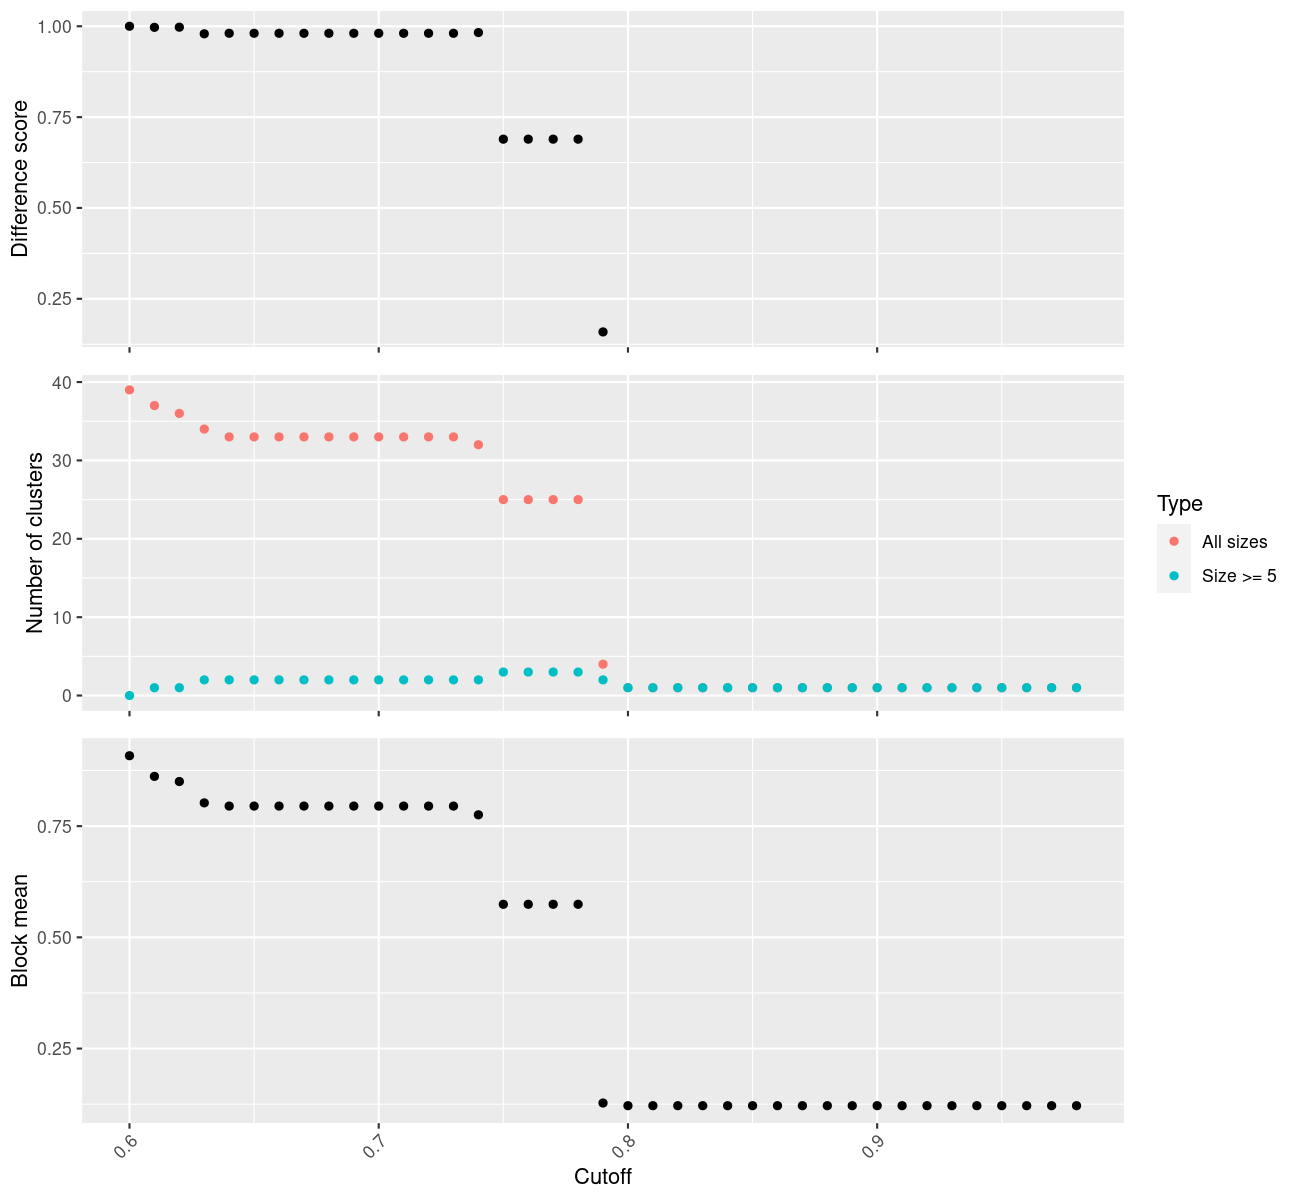 Difference score
1.00
0.75
0.50
0.25
Number of clusters
40
30
20
10
0
Type
All sizes
Size >= 5
Block mean
0.75
0.50
0.25
0.6
0.7
0.8
0.9
Cutoff